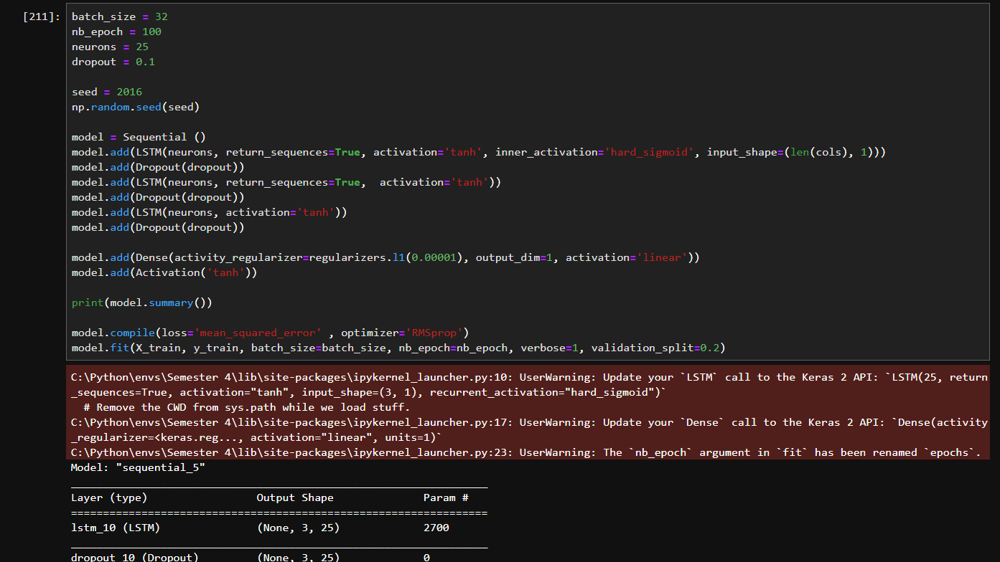 [211]:
batch_size = 32
nb_epoch = 100
neurons = 25
dropout = 0.1
seed = 2016
np.random.seed(seed)
model = Sequential ()
model.add(LSTM(neurons, return_sequences=True, activation='tanh', inner_activation='hard_sigmoid', input_shape=(len(cols), 1)))
model.add(Dropout(dropout))
model.add(LSTM(neurons, return_sequences=True,  activation='tanh'))
model.add(Dropout(dropout))
model.add(LSTM(neurons, activation='tanh'))
model.add(Dropout(dropout))
model.add(Dense(activity_regularizer=regularizers.l1(0.00001), output_dim=1, activation='linear'))
model.add(Activation('tanh'))
print(model.summary())
model.compile(loss='mean_squared_error' , optimizer='RMSprop')
model.fit(X_train, y_train, batch_size=batch_size, nb_epoch=nb_epoch, verbose=1, validation_split=0.2)
C:\Python\envs\Semester 4\lib\site-packages\ipykernel_launcher.py:10: UserWarning: Update your `LSTM` call to the Keras 2 API: `LSTM(25, return
_sequences=True, activation="tanh", input_shape=(3, 1), recurrent_activation="hard_sigmoid")`
  # Remove the CWD from sys.path while we load stuff.
C:\Python\envs\Semester 4\lib\site-packages\ipykernel_launcher.py:17: UserWarning: Update your `Dense` call to the Keras 2 API: `Dense(activity
_regularizer=<keras.reg..., activation="linear", units=1)`
C:\Python\envs\Semester 4\lib\site-packages\ipykernel_launcher.py:23: UserWarning: The `nb_epoch` argument in `fit` has been renamed `epochs`.
Model: "sequential_5"
_________________________________________________________________
Layer (type)                 Output Shape              Param #
=================================================================
lstm_10 (LSTM)               (None, 3, 25)             2700
_________________________________________________________________
dropout_10 (Dropout)         (None, 3, 25)             0